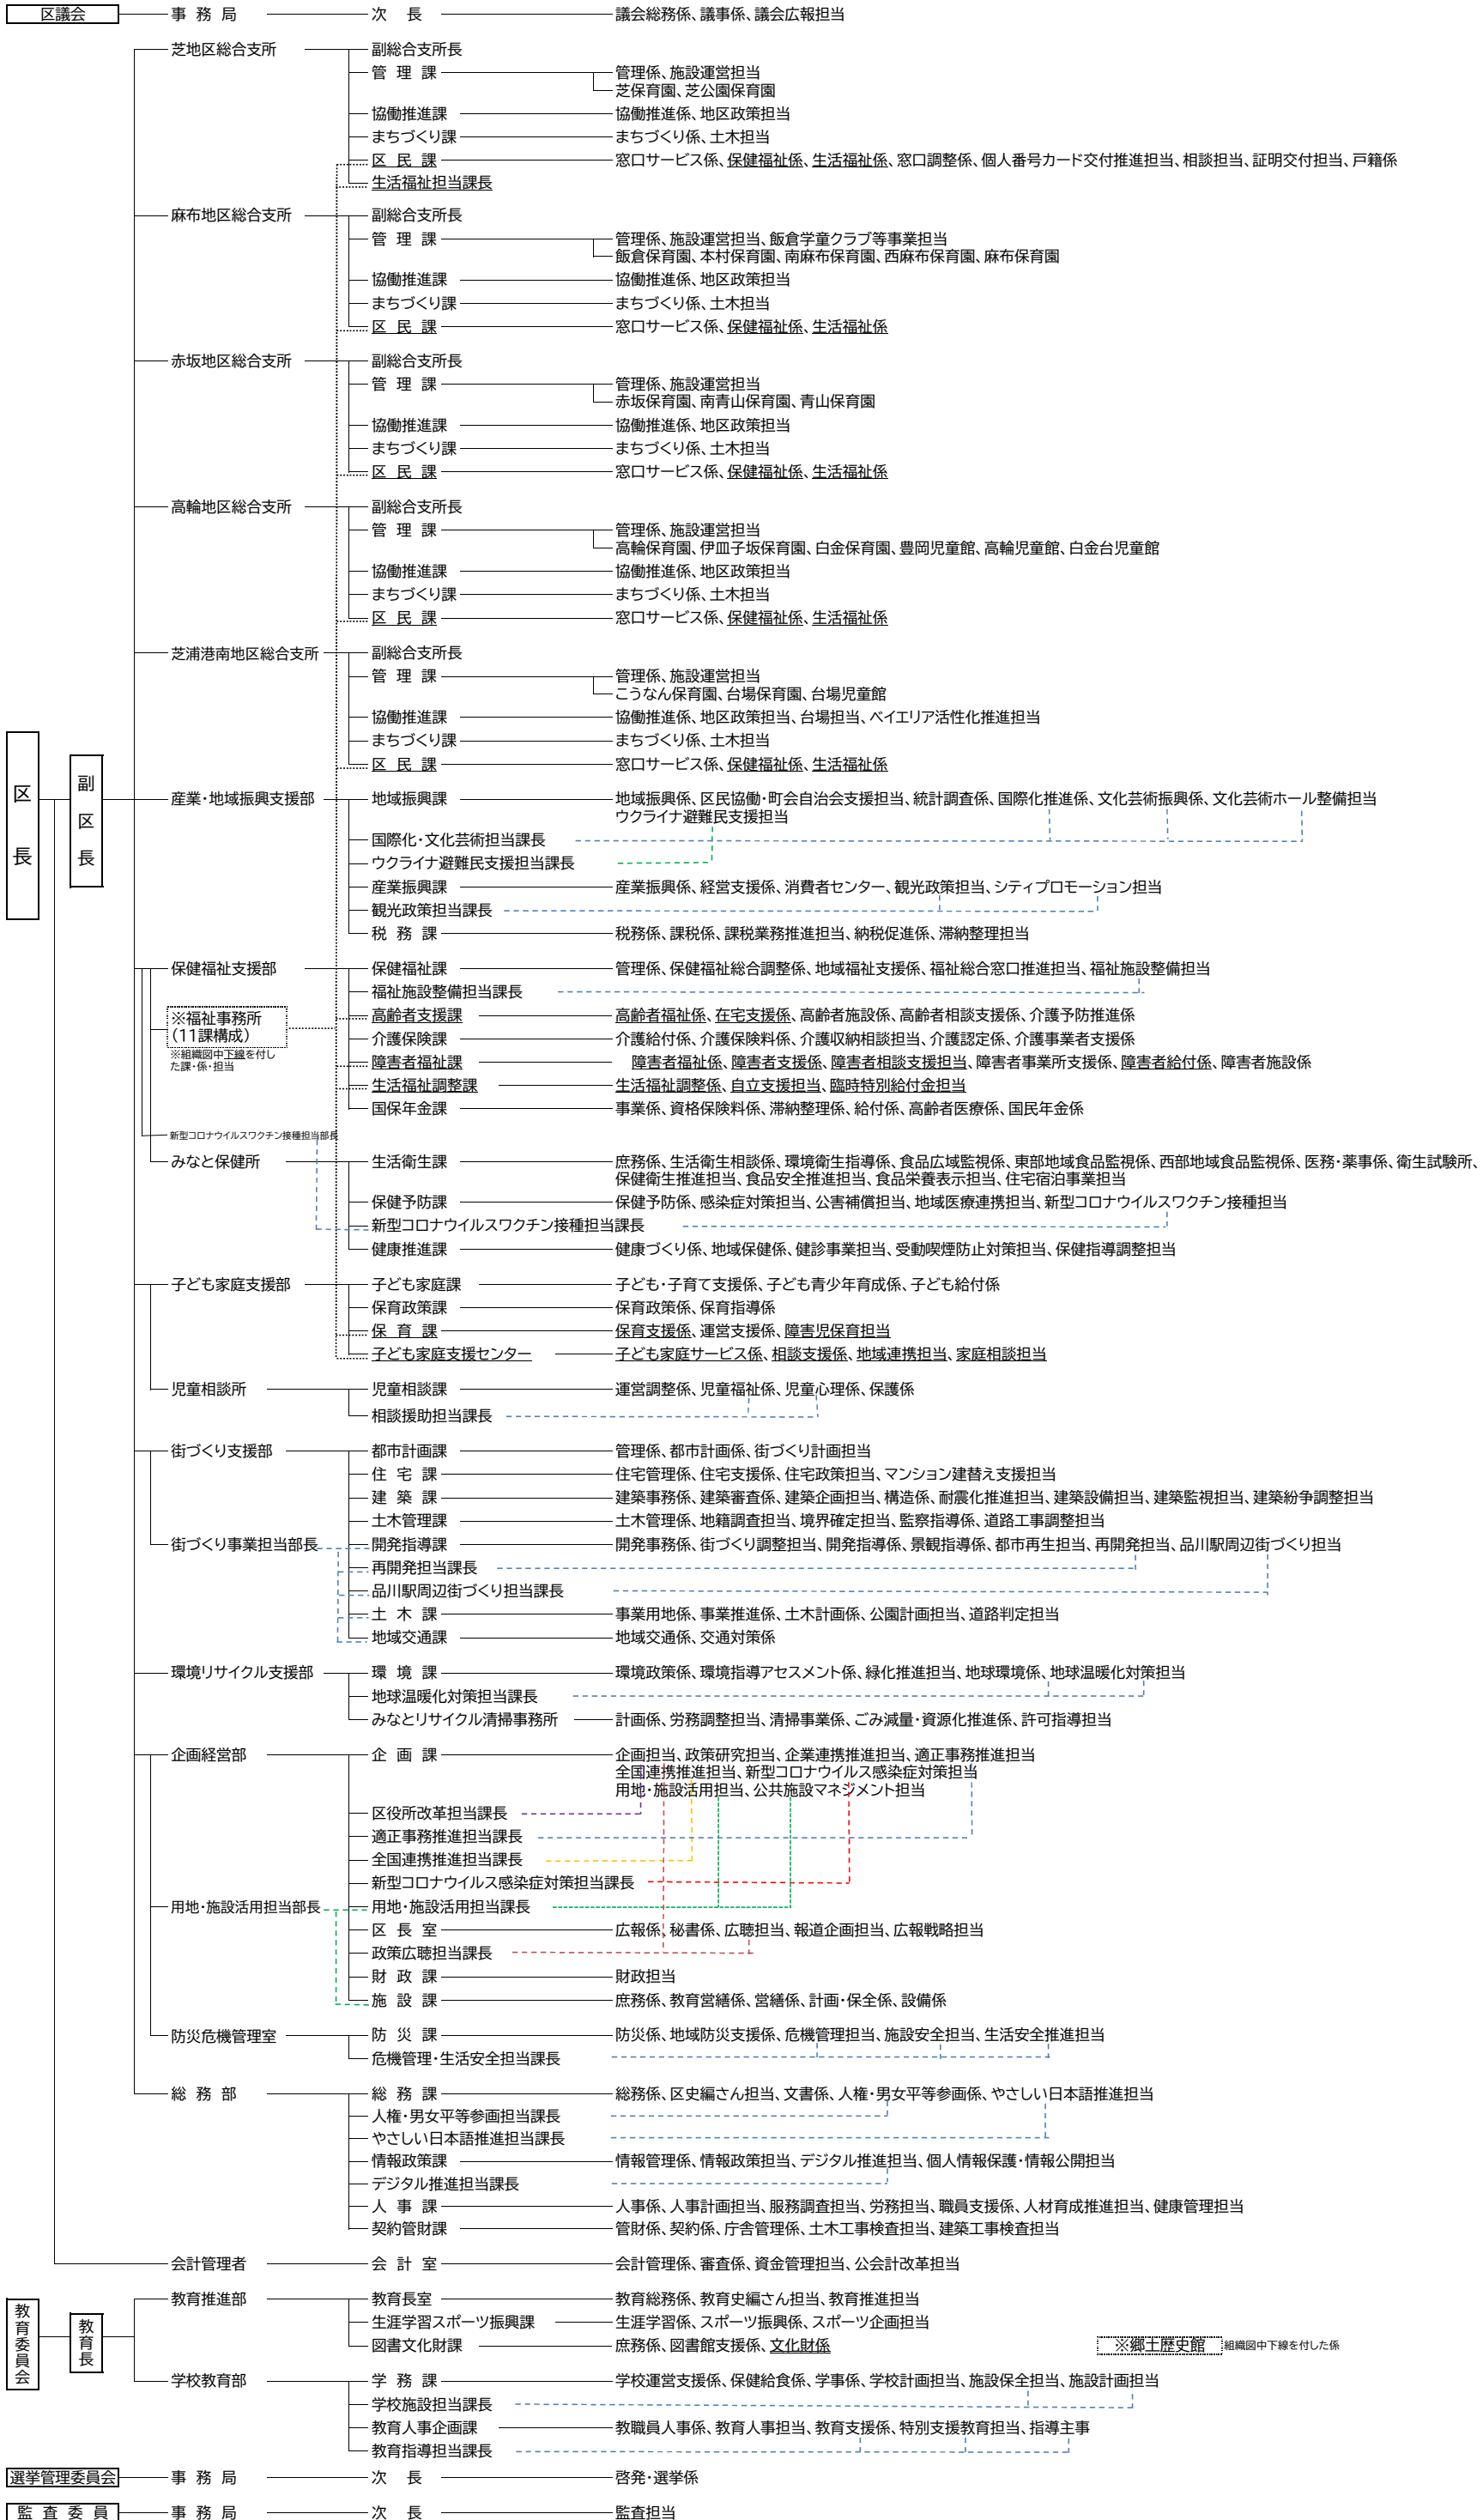 区議会 事務局 次長 議会総務係、議事係、議会広報担当
芝地区総合支所 副総合支所長
管理課 管理係、施設運営担当
芝保育園、芝公園保育園
協働推進課 協働推進係、地区政策担当
まちづくり課 まちづくり係、土木担当
区民課 窓口サービス係、保健福祉係、生活福祉係、窓口調整係、個人番号カード交付推進担当、相談担当、証明交付担当、戸籍係
生活福祉担当課長
麻布地区総合支所 副総合支所長
管理課 管理係、施設運営担当、飯倉学童クラブ等事業担当
飯倉保育園、本村保育園、南麻布保育園、西麻布保育園、麻布保育園
協働推進課 協働推進係、地区政策担当
まちづくり課 まちづくり係、土木担当
区民課 窓口サービス係、保健福祉係、生活福祉係
赤坂地区総合支所 副総合支所長
管理課 管理係、施設運営担当
赤坂保育園、南青山保育園、青山保育園
協働推進課 協働推進係、地区政策担当
まちづくり課 まちづくり係、土木担当
区民課 窓口サービス係、保健福祉係、生活福祉係
高輪地区総合支所 副総合支所長
管理課 管理係、施設運営担当
高輪保育園、伊皿子坂保育園、白金保育園、豊岡児童館、高輪児童館、白金台児童館
協働推進課 協働推進係、地区政策担当
まちづくり課 まちづくり係、土木担当
区民課 窓口サービス係、保健福祉係、生活福祉係
芝浦港南地区総合支所 副総合支所長
管理課 管理係、施設運営担当
こうなん保育園、台場保育園、台場児童館
協働推進課 協働推進係、地区政策担当、台場担当、ベイエリア活性化推進担当
まちづくり課 まちづくり係、土木担当
区民課 窓口サービス係、保健福祉係、生活福祉係
区長 副区長 産業・地域振興支援部 地域振興課 地域振興係、区民協働・町会自治会支援担当、統計調査係、国際化推進係、文化芸術振興係、文化芸術ホール整備担当
ウクライナ避難民支援担当
国際化・文化芸術担当課長
ウクライナ避難民支援担当課長
産業振興課 産業振興係、経営支援係、消費者センター、観光政策担当、シティプロモーション担当
観光政策担当課長
税務課 税務係、課税係、課税業務推進担当、納税促進係、滞納整理担当
保健福祉支援部 保健福祉課 管理係、保健福祉総合調整係、地域福祉支援係、福祉総合窓口推進担当、福祉施設整備担当
福祉施設整備担当課長
※福祉事務所 高齢者支援課 高齢者福祉係、在宅支援係、高齢者施設係、高齢者相談支援係、介護予防推進係
(11課構成) 介護保険課 介護給付係、介護保険料係、介護収納相談担当、介護認定係、介護事業者支援係
※組織図中下線を付し
た課・係・担当 障害者福祉課 障害者福祉係、障害者支援係、障害者相談支援担当、障害者事業所支援係、障害者給付係、障害者施設係
生活福祉調整課 生活福祉調整係、自立支援担当、臨時特別給付金担当
国保年金課 事業係、資格保険料係、滞納整理係、給付係、高齢者医療係、国民年金係
新型コロナウイルスワクチン接種担当部長
みなと保健所 生活衛生課 庶務係、生活衛生相談係、環境衛生指導係、食品広域監視係、東部地域食品監視係、西部地域食品監視係、医務・薬事係、衛生試験所、
保健衛生推進担当、食品安全推進担当、食品栄養表示担当、住宅宿泊事業担当
保健予防課 保健予防係、感染症対策担当、公害補償担当、地域医療連携担当、新型コロナウイルスワクチン接種担当
新型コロナウイルスワクチン接種担当課長
健康推進課 健康づくり係、地域保健係、健診事業担当、受動喫煙防止対策担当、保健指導調整担当
子ども家庭支援部 子ども家庭課 子ども・子育て支援係、子ども青少年育成係、子ども給付係
保育政策課 保育政策係、保育指導係
保育課 保育支援係、運営支援係、障害児保育担当
子ども家庭支援センター 子ども家庭サービス係、相談支援係、地域連携担当、家庭相談担当
児童相談所 児童相談課 運営調整係、児童福祉係、児童心理係、保護係
相談援助担当課長
街づくり支援部 都市計画課 管理係、都市計画係、街づくり計画担当
住宅課 住宅管理係、住宅支援係、住宅政策担当、マンション建替え支援担当
建築課 建築事務係、建築審査係、建築企画担当、構造係、耐震化推進担当、建築設備担当、建築監視担当、建築紛争調整担当
土木管理課 土木管理係、地籍調査担当、境界確定担当、監察指導係、道路工事調整担当
街づくり事業担当部長 開発指導課 開発事務係、街づくり調整担当、開発指導係、景観指導係、都市再生担当、再開発担当、品川駅周辺街づくり担当
再開発担当課長
品川駅周辺街づくり担当課長
土木課 事業用地係、事業推進係、土木計画係、公園計画担当、道路判定担当
地域交通課 地域交通係、交通対策係
環境リサイクル支援部 環境課 環境政策係、環境指導アセスメント係、緑化推進担当、地球環境係、地球温暖化対策担当
地球温暖化対策担当課長
みなとリサイクル清掃事務所 計画係、労務調整担当、清掃事業係、ごみ減量・資源化推進係、許可指導担当
企画経営部 企画課 企画担当、政策研究担当、企業連携推進担当、適正事務推進担当
全国連携推進担当、新型コロナウイルス感染症対策担当
用地・施設活用担当、公共施設マネジメント担当
区役所改革担当課長
適正事務推進担当課長
全国連携推進担当課長
新型コロナウイルス感染症対策担当課長
用地・施設活用担当部長 用地・施設活用担当課長
区長室 広報係、秘書係、広聴担当、報道企画担当、広報戦略担当
政策広聴担当課長
財政課 財政担当
施設課 庶務係、教育営繕係、営繕係、計画・保全係、設備係
防災危機管理室 防災課 防災係、地域防災支援係、危機管理担当、施設安全担当、生活安全推進担当
危機管理・生活安全担当課長
総務部 総務課 総務係、区史編さん担当、文書係、人権・男女平等参画係、やさしい日本語推進担当
人権・男女平等参画担当課長
やさしい日本語推進担当課長
情報政策課 情報管理係、情報政策担当、デジタル推進担当、個人情報保護・情報公開担当
デジタル推進担当課長
人事課 人事係、人事計画担当、服務調査担当、労務担当、職員支援係、人材育成推進担当、健康管理担当
契約管財課 管財係、契約係、庁舎管理係、土木工事検査担当、建築工事検査担当
会計管理者 会計室 会計管理係、審査係、資金管理担当、公会計改革担当
教育委員会 教育長 教育推進部 教育長室 教育総務係、教育史編さん担当、教育推進担当
生涯学習スポーツ振興課 生涯学習係、スポーツ振興係、スポーツ企画担当
図書文化財課 庶務係、図書館支援係、文化財係 ※郷土歴史館 組織図中下線を付した係
学校教育部 学務課 学校運営支援係、保健給食係、学事係、学校計画担当、施設保全担当、施設計画担当
学校施設担当課長
教育人事企画課 教職員人事係、教育人事担当、教育支援係、特別支援教育担当、指導主事
教育指導担当課長
選挙管理委員会 事務局 次長 啓発・選挙係
監査委員 事務局 次長 監査担当